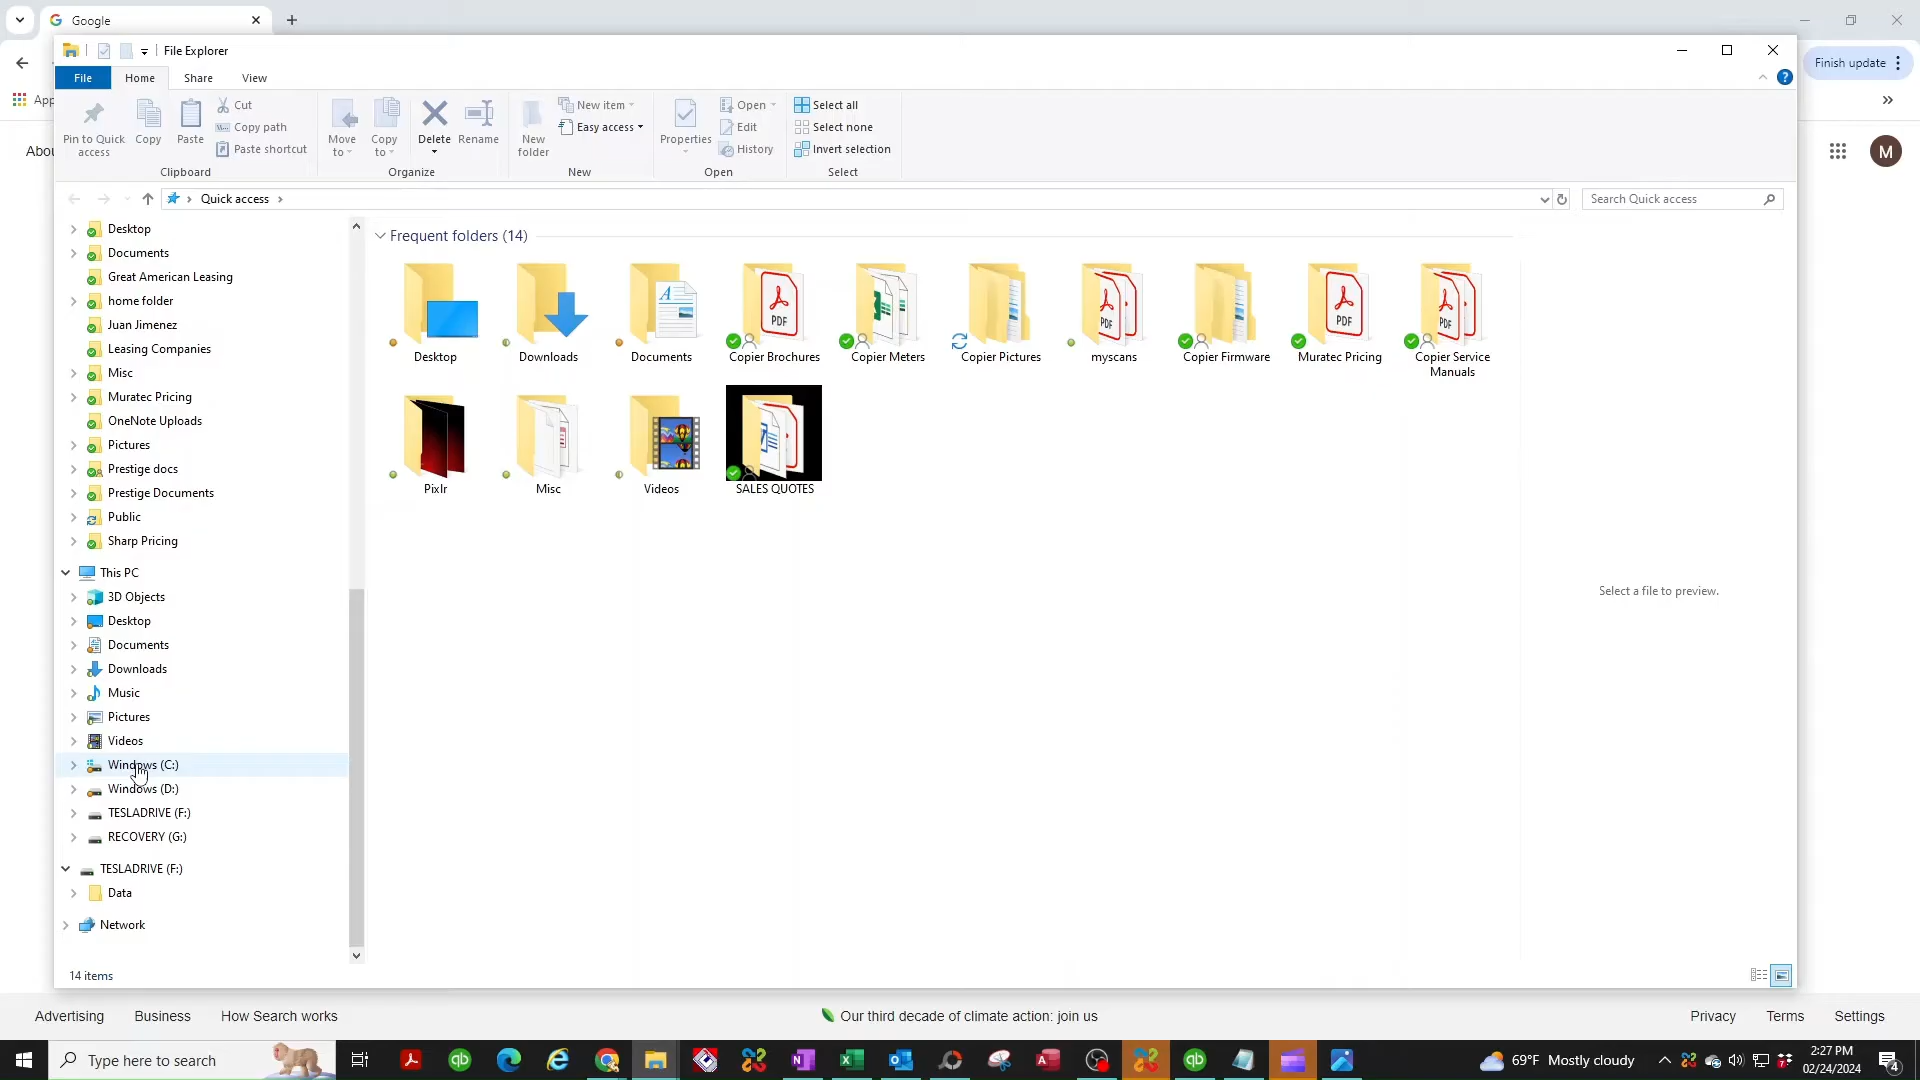 Google
Finish update
App
Abou
M
File Explorer
File
Home
Share
View
Pin to Quick
access
Copy
Paste
Cut
Copy path
Paste shortcut
Clipboard
Move
to
Copy
to
Delete
Rename
Organize
New
folder
New item
Easy access
New
Properties
Open
Edit
History
Open
Select all
Select none
Invert selection
Select
Quick access
Search Quick access
Desktop
Documents
Great American Leasing
home folder
Juan Jimenez
Leasing Companies
Misc
Muratec Pricing
OneNote Uploads
Pictures
Prestige docs
Prestige Documents
Public
Sharp Pricing
This PC
3D Objects
Desktop
Documents
Downloads
Music
Pictures
Videos
Windows (C:)
Windows (D:)
TESLADRIVE (F:)
RECOVERY (G:)
TESLADRIVE (F:)
Data
Network
Frequent folders (14)
PDF
PDF
PDF
PDF
Desktop
Downloads
Documents
Copier Brochures
Copier Meters
Copier Pictures
myscans
Copier Firmware
Muratec Pricing
Copier Service
Manuals
Pixlr
Misc
Videos
SALES QUOTES
Select a file to preview.
14 items
Advertising
Business
How Search works
Our third decade of climate action: join us
Privacy
Terms
Settings
Type here to search
69°F Mostly cloudy
2:27 PM
02/24/2024
4